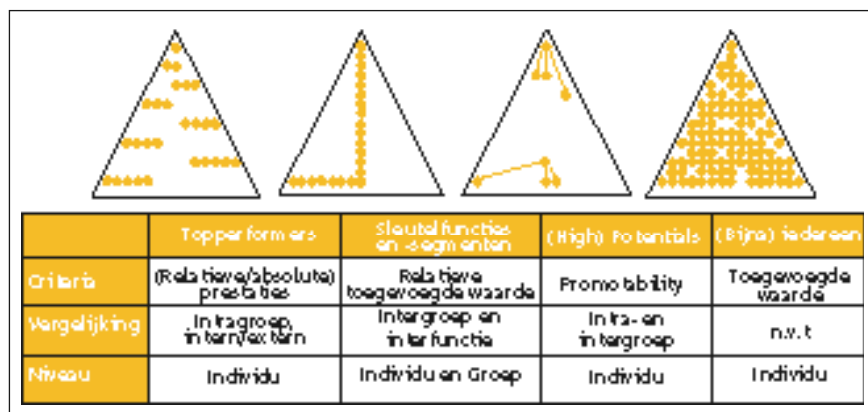 Topperformers
Sleutelfuncties
en -segmenten
(High) Potentials
(Bijna) iedereen
Criteria
(Relatieve/absolute)
prestaties
Relatieve
toegevoegde waarde
Promotability
Toegevoegde
waarde
Vergelijking
Intragroep,
intern/extern
Intergroep en
interfunctie
Intra- en
intergroep
n.v.t
Niveau
Individu
Individu en Groep
Individu
Individu